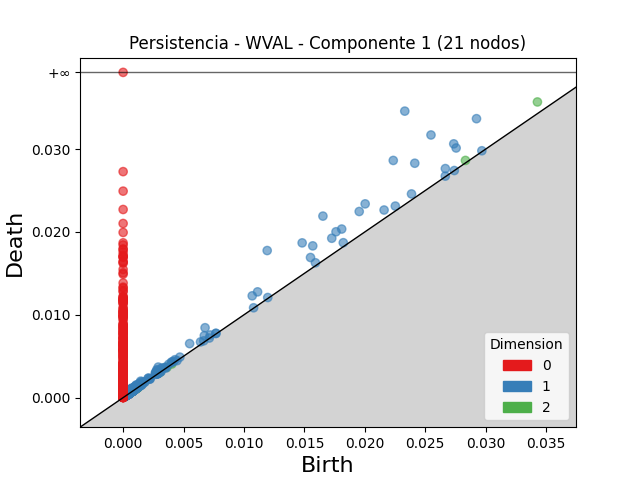 Persistencia - WVAL - Componente 1 (21 nodos)
+∞
0.030
0.020
0.010
0.000
Death
Dimension
0
1
2
0.000 0.005 0.010 0.015 0.020 0.025 0.030 0.035
Birth